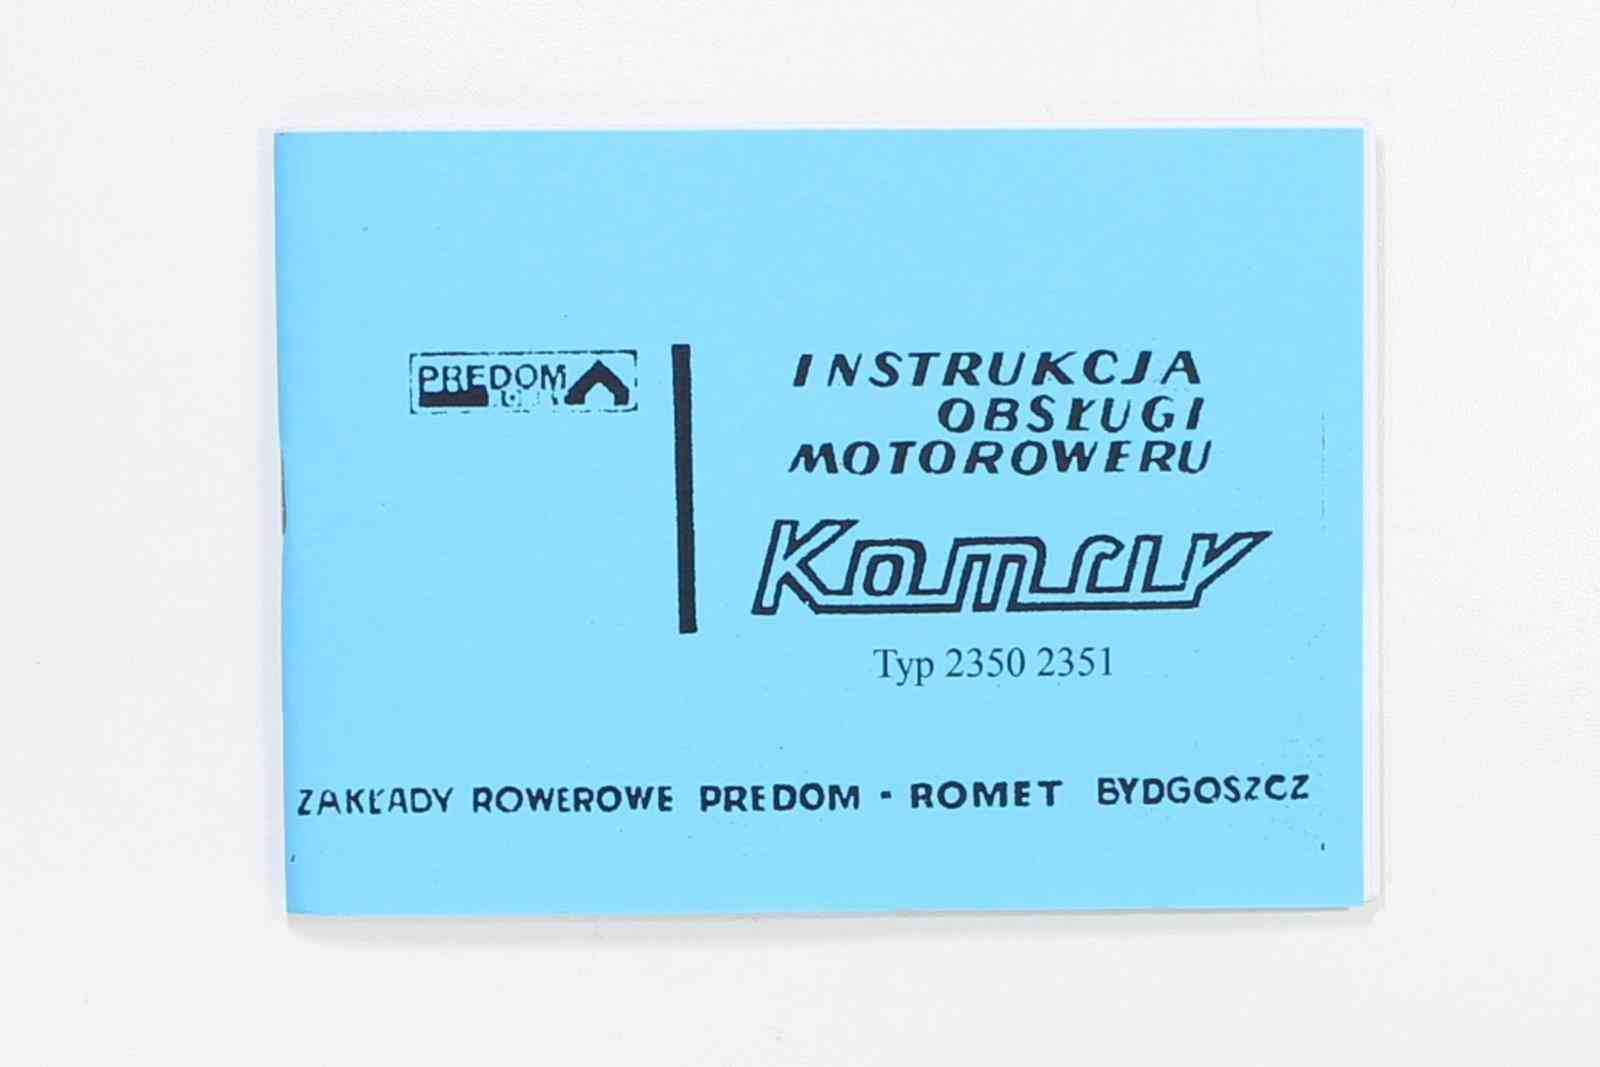 PREDOM
INSTRUKCJA
OBSŁUGI
MOTOROWERU
Komar
Typ 2350 2351
ZAKŁADY ROWEROWE PREDOM - ROMET BYDGOSZCZ